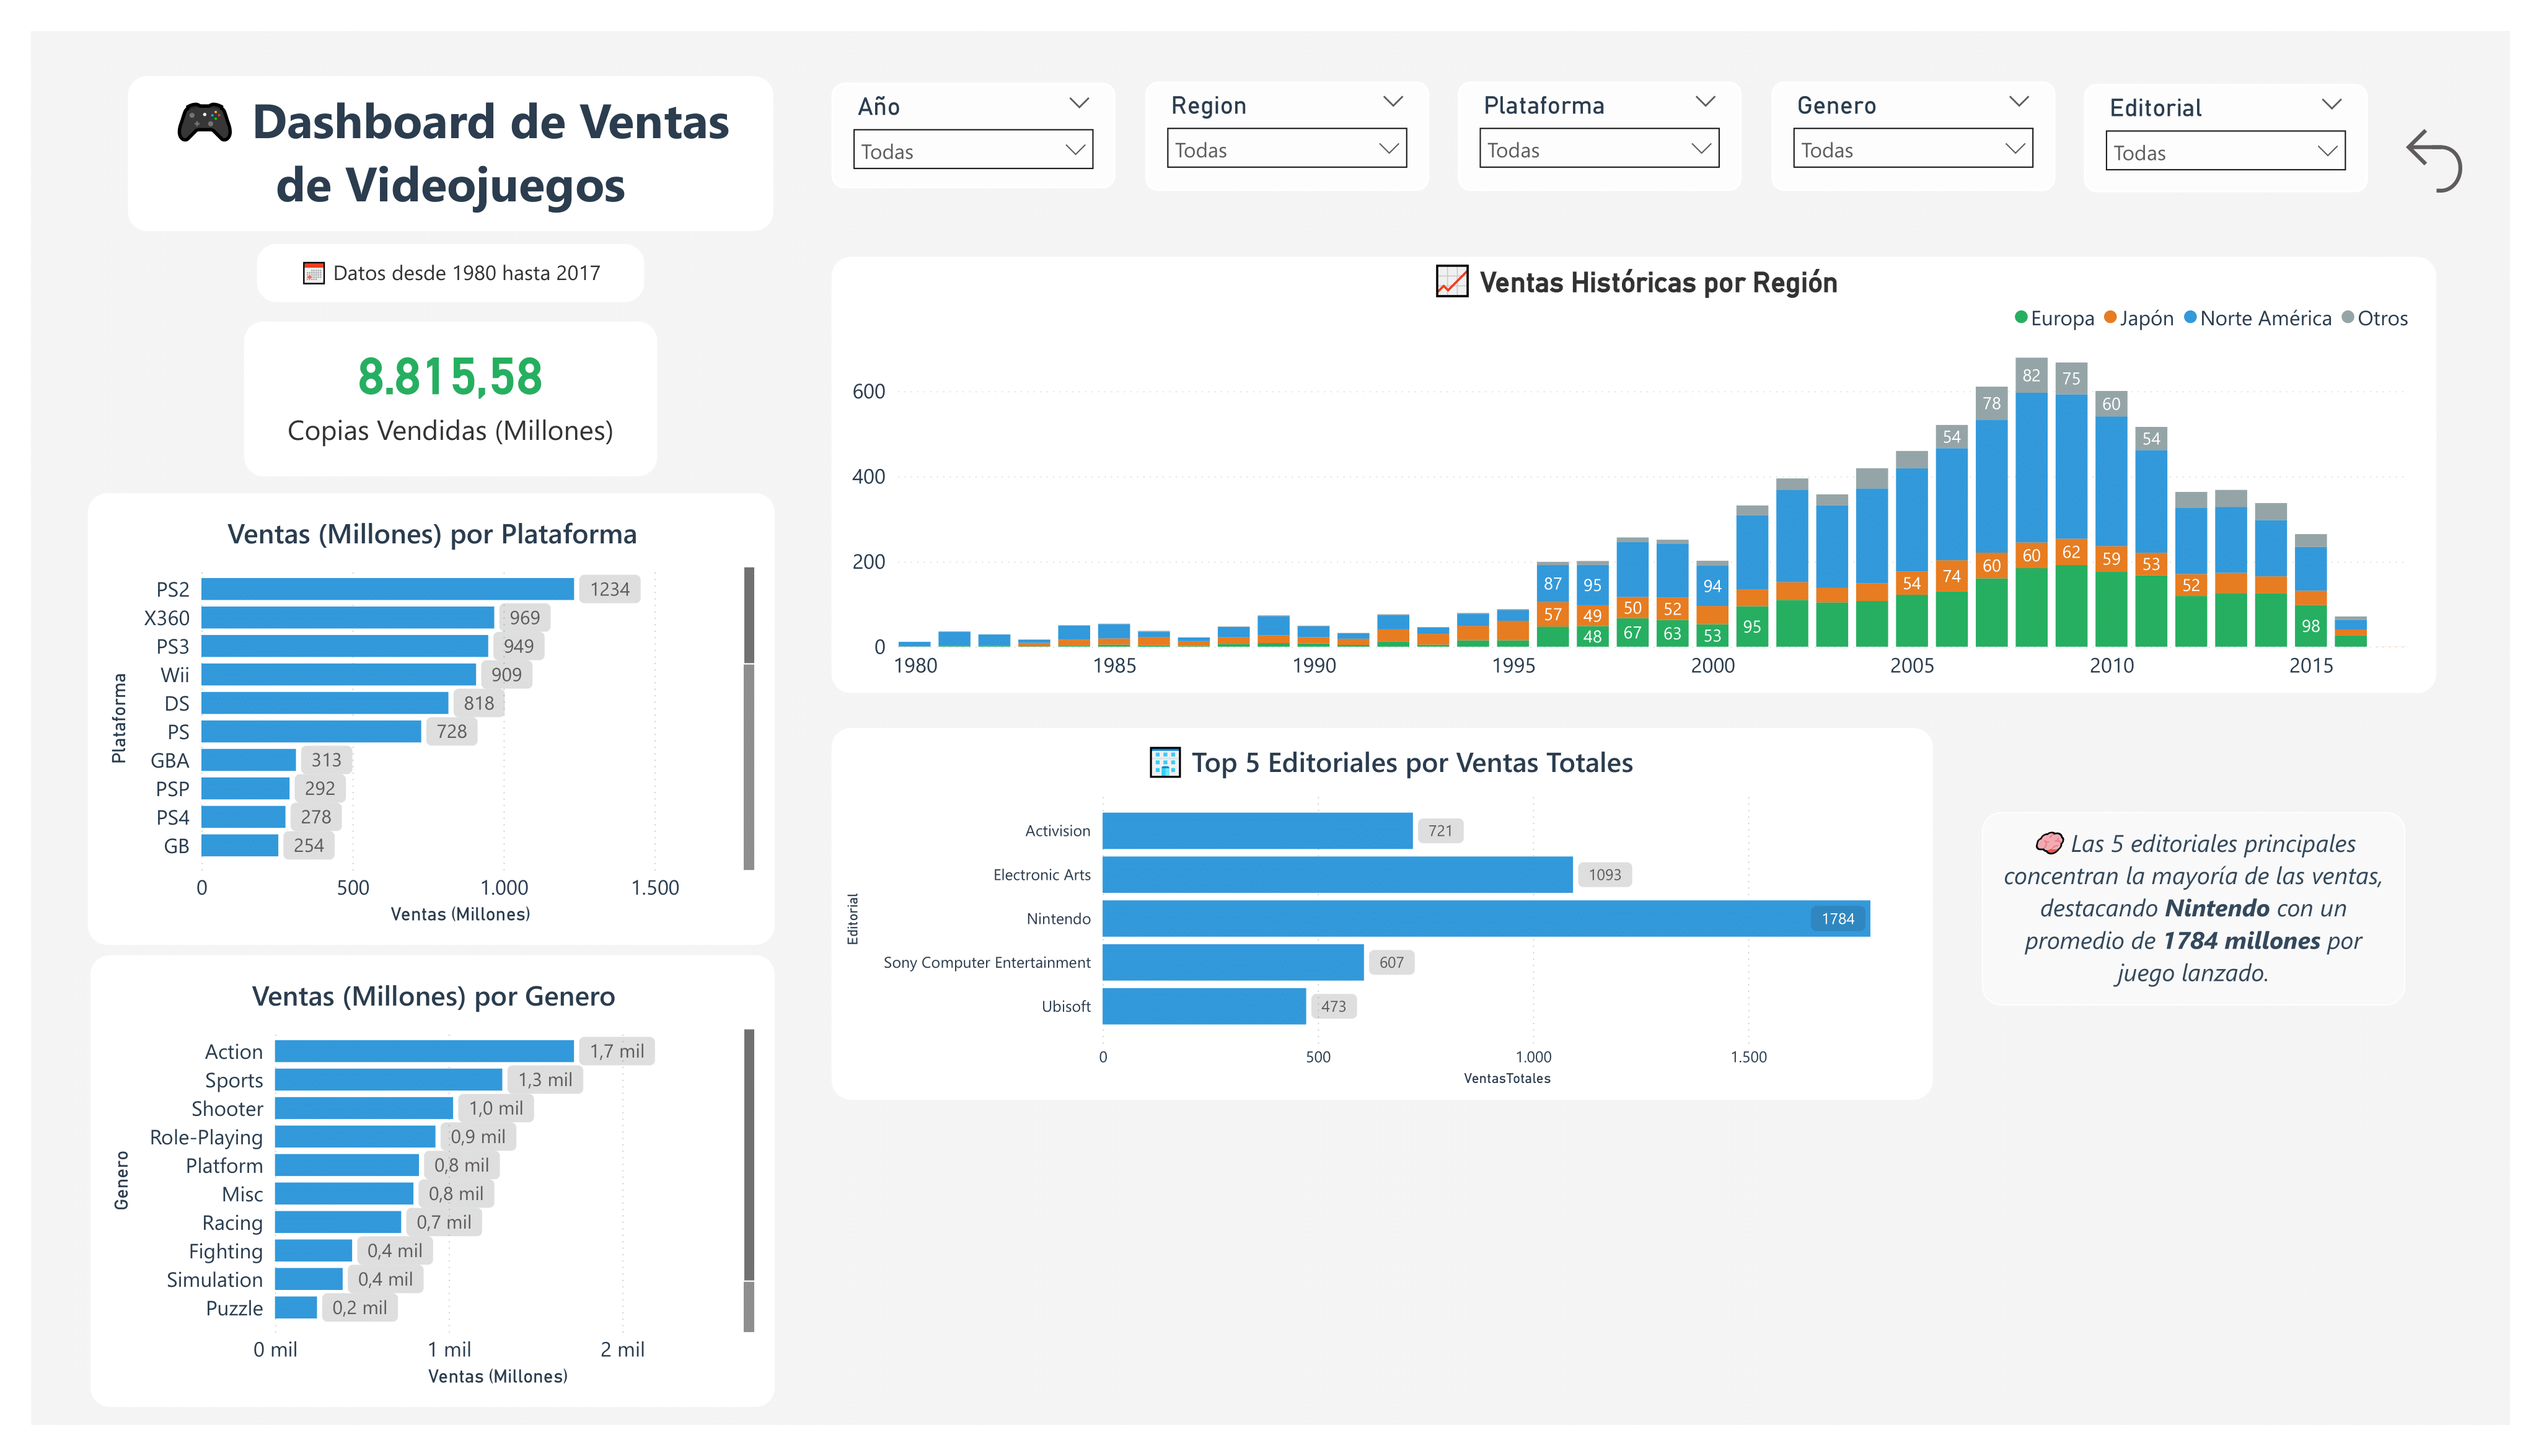 Dashboard de Ventas
de Videojuegos
Año
Todas
Region
Todas
Plataforma
Todas
Genero
Todas
Editorial
Todas
Datos desde 1980 hasta 2017
8.815,58
Copias Vendidas (Millones)
Ventas (Millones) por Plataforma
Plataforma
PS2 1234
X360 969
PS3 949
Wii 909
DS 818
PS 728
GBA 313
PSP 292
PS4 278
GB 254
0 500 1.000 1.500
Ventas (Millones)
Ventas (Millones) por Genero
Genero
Action 1,7 mil
Sports 1,3 mil
Shooter 1,0 mil
Role-Playing 0,9 mil
Platform 0,8 mil
Misc 0,8 mil
Racing 0,7 mil
Fighting 0,4 mil
Simulation 0,4 mil
Puzzle 0,2 mil
0 mil 1 mil 2 mil
Ventas (Millones)
Ventas Históricas por Región
Europa Japón Norte América Otros
600
400
200
0
82 75
78 60
54 54
87 95 94
57 49 50 52 54 74 60 60 62 59 53 52
48 67 63 53 95 98
1980 1985 1990 1995 2000 2005 2010 2015
Top 5 Editoriales por Ventas Totales
Editorial
Activision 721
Electronic Arts 1093
Nintendo 1784
Sony Computer Entertainment 607
Ubisoft 473
0 500 1.000 1.500
VentasTotales
Las 5 editoriales principales
concentran la mayoría de las ventas,
destacando Nintendo con un
promedio de 1784 millones por
juego lanzado.